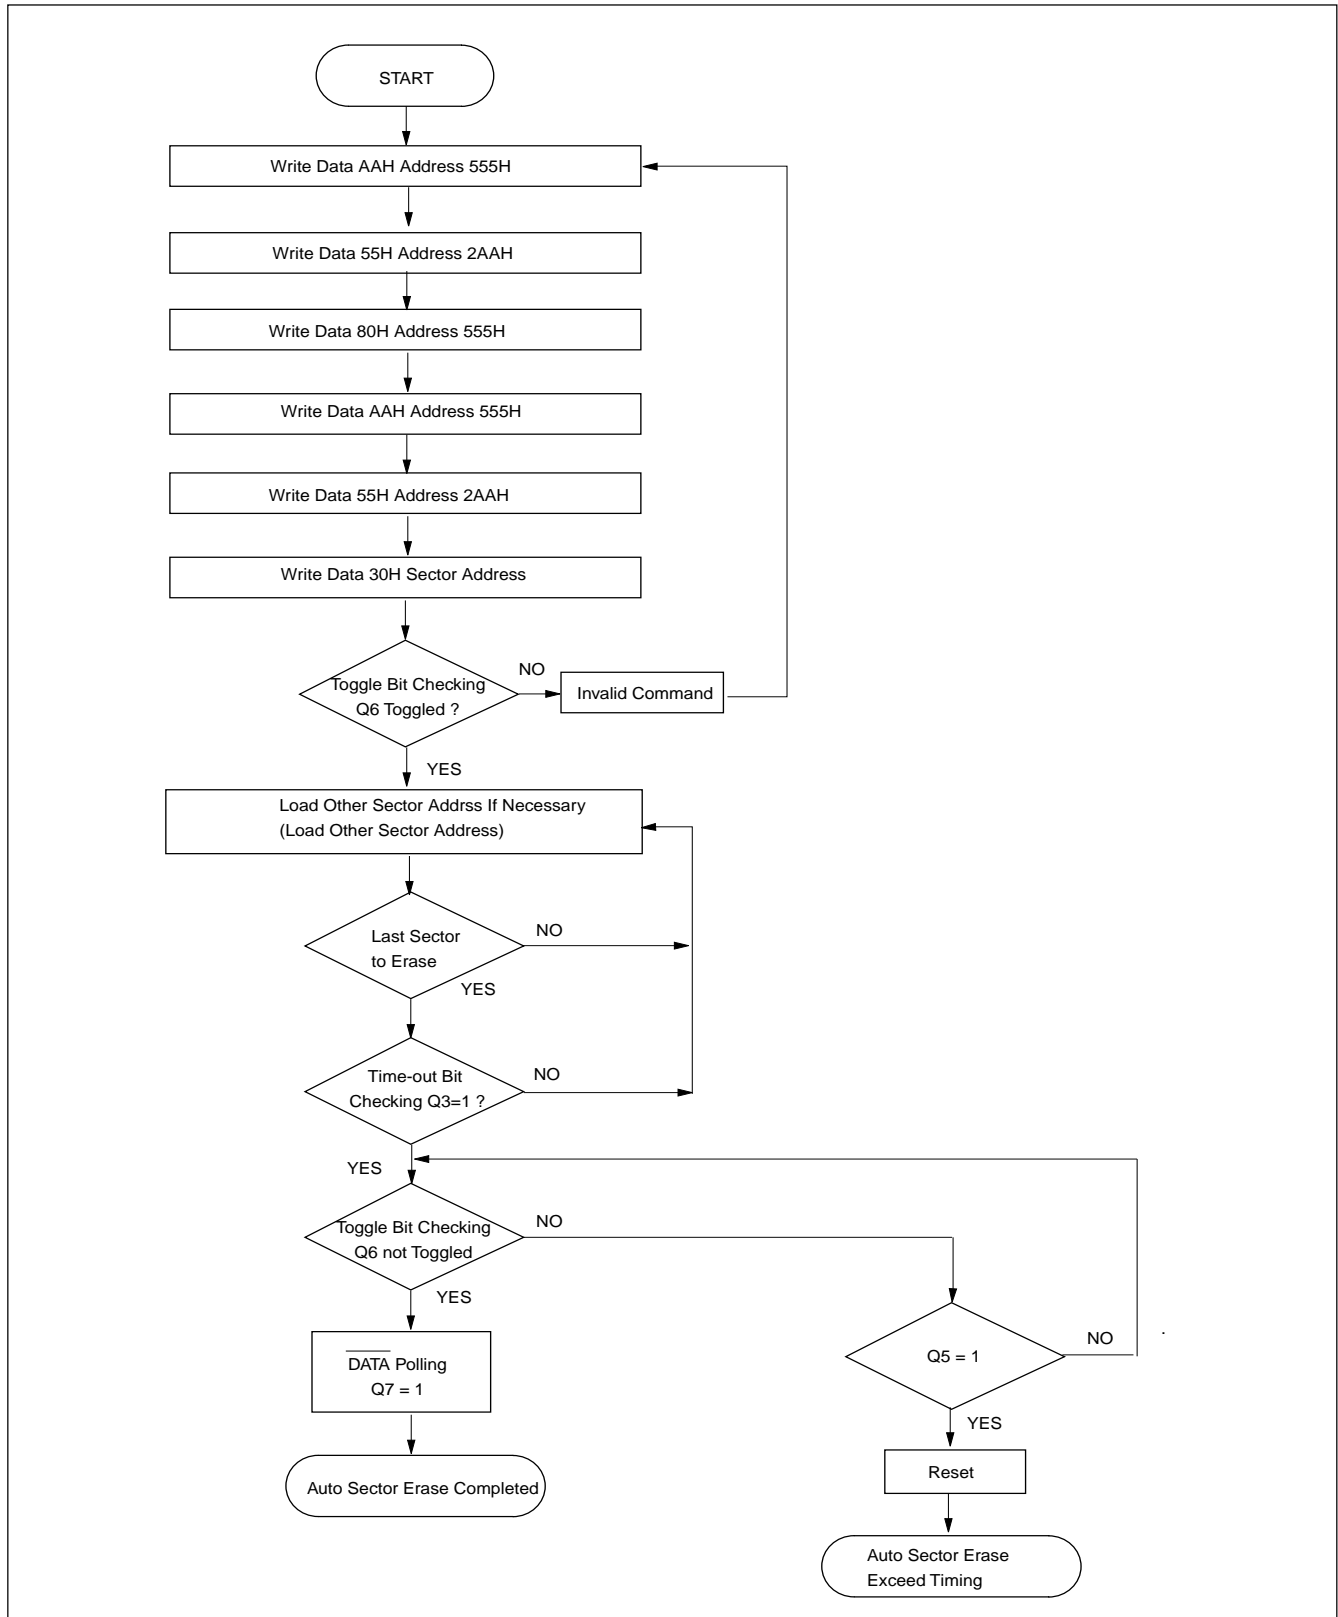 START
Write Data AAH Address 555H
Write Data 55H Address 2AAH
Write Data 80H Address 555H
Write Data AAH Address 555H
Write Data 55H Address 2AAH
Write Data 30H Sector Address
Toggle Bit Checking
Q6 Toggled ?
NO
Invalid Command
YES
Load Other Sector Addrss If Necessary
(Load Other Sector Address)
Last Sector
to Erase
NO
YES
Time-out Bit
Checking Q3=1 ?
NO
YES
Toggle Bit Checking
Q6 not Toggled
NO
YES
DATA Polling
Q7 = 1
Q5 = 1
NO
YES
Reset
Auto Sector Erase Completed
Auto Sector Erase
Exceed Timing